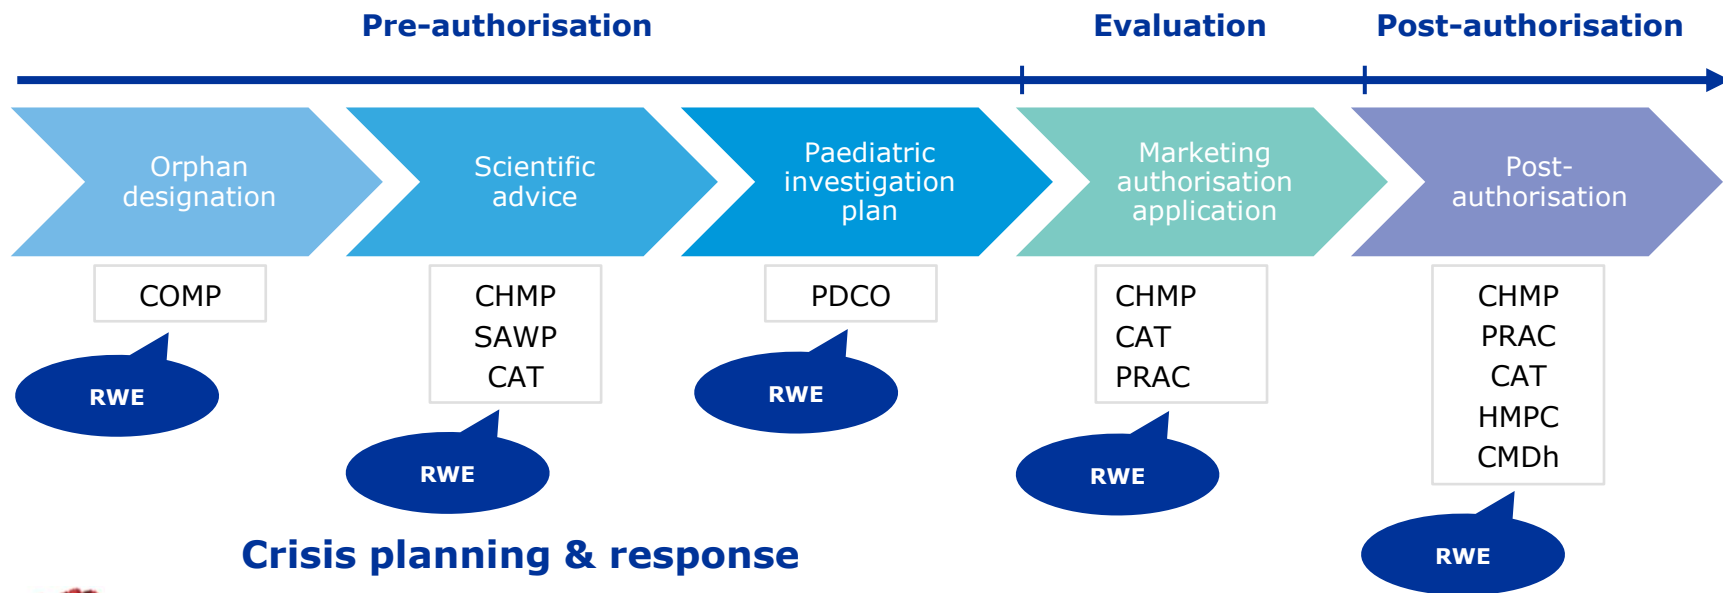 Pre-authorisation
Evaluation
Post-authorisation
Orphan
designation
Scientific
advice
Paediatric
investigation
plan
Marketing
authorisation
application
Post-
authorisation
COMP
RWE
CHMP
SAWP
CAT
RWE
PDCO
RWE
CHMP
CAT
PRAC
RWE
CHMP
PRAC
CAT
HMPC
CMDh
RWE
Crisis planning & response